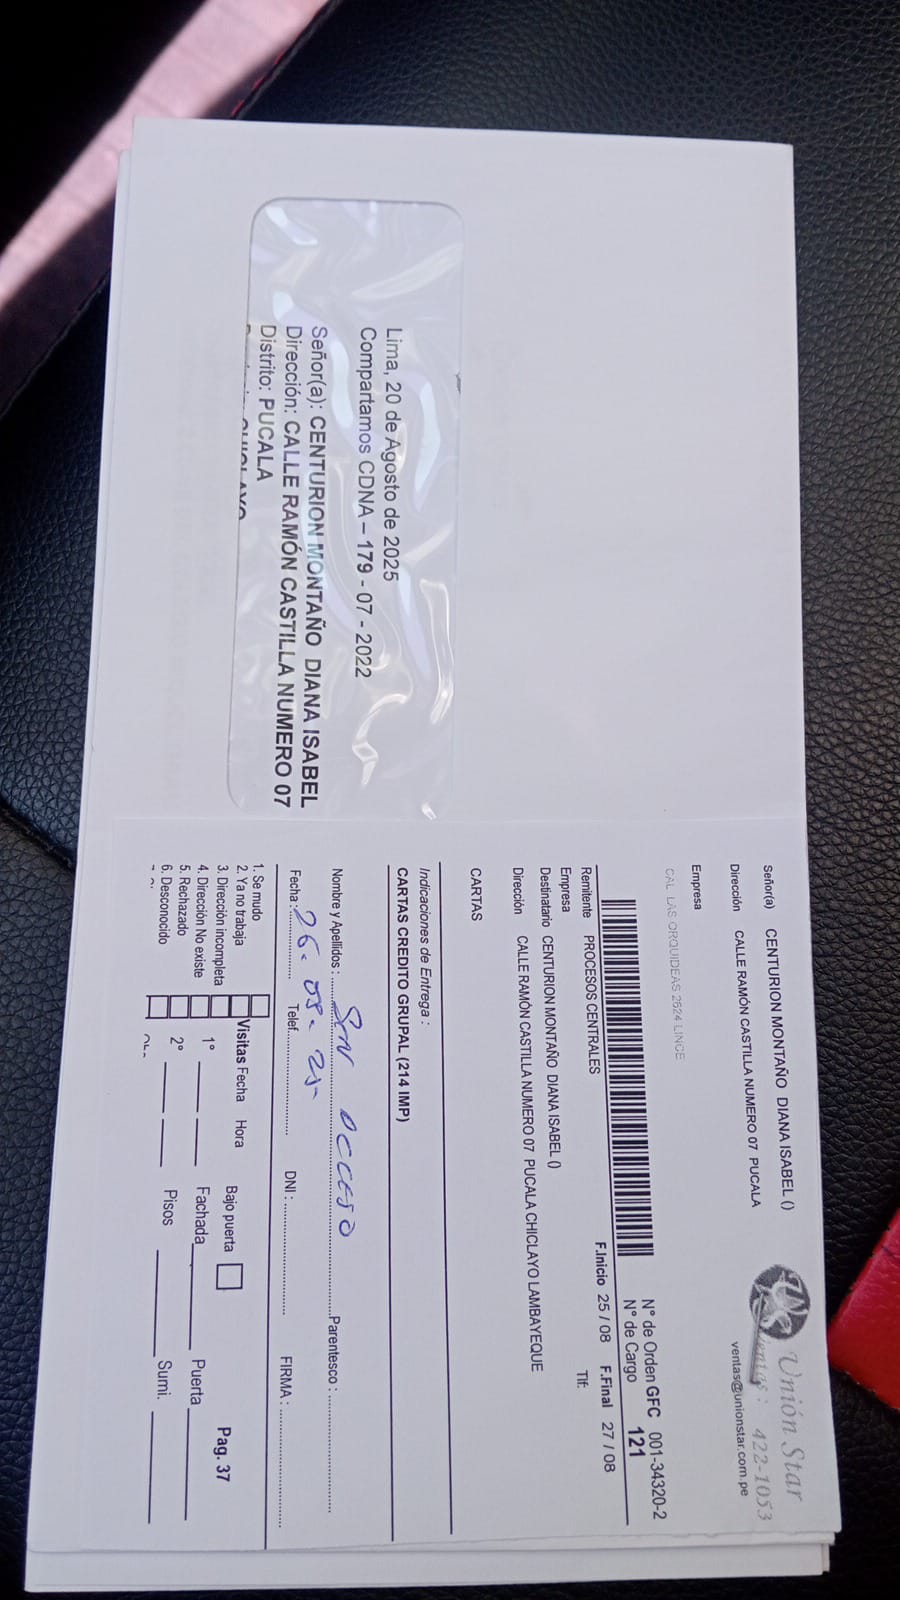 Lima, 20 de Agosto de 2025
Compartamos CDNA – 179 - 07 - 2022
Señor(a): CENTURION MONTAÑO DIANA ISABEL
Dirección: CALLE RAMÓN CASTILLA NUMERO 07
Distrito: PUCALA
Unión Star
Ventas : 422-1053
ventas@unionstar.com.pe
Señor(a) CENTURION MONTAÑO DIANA ISABEL ()
Dirección CALLE RAMÓN CASTILLA NUMERO 07 PUCALA
Empresa
CAL LAS ORQUIDEAS 2624 LINCE
N° de Orden GFC 001-34320-2
N° de Cargo 121
F.Inicio 25 / 08 F.Final 27 / 08
Remitente PROCESOS CENTRALES Tlf:
Empresa
Destinatario CENTURION MONTAÑO DIANA ISABEL ()
Dirección CALLE RAMÓN CASTILLA NUMERO 07 PUCALA CHICLAYO LAMBAYEQUE
CARTAS
Indicaciones de Entrega :
CARTAS CREDITO GRUPAL (214 IMP)
Nombre y Apellidos : Parentesco :
Fecha : 26. 08. 25 Telef. DNI : FIRMA :
1. Se mudo
2. Ya no trabaja Visitas Fecha Hora Bajo puerta Pag. 37
3. Dirección incompleta
4. Dirección No existe 1° Fachada Puerta
5. Rechazado 2° Pisos Sumi.
6. Desconocido